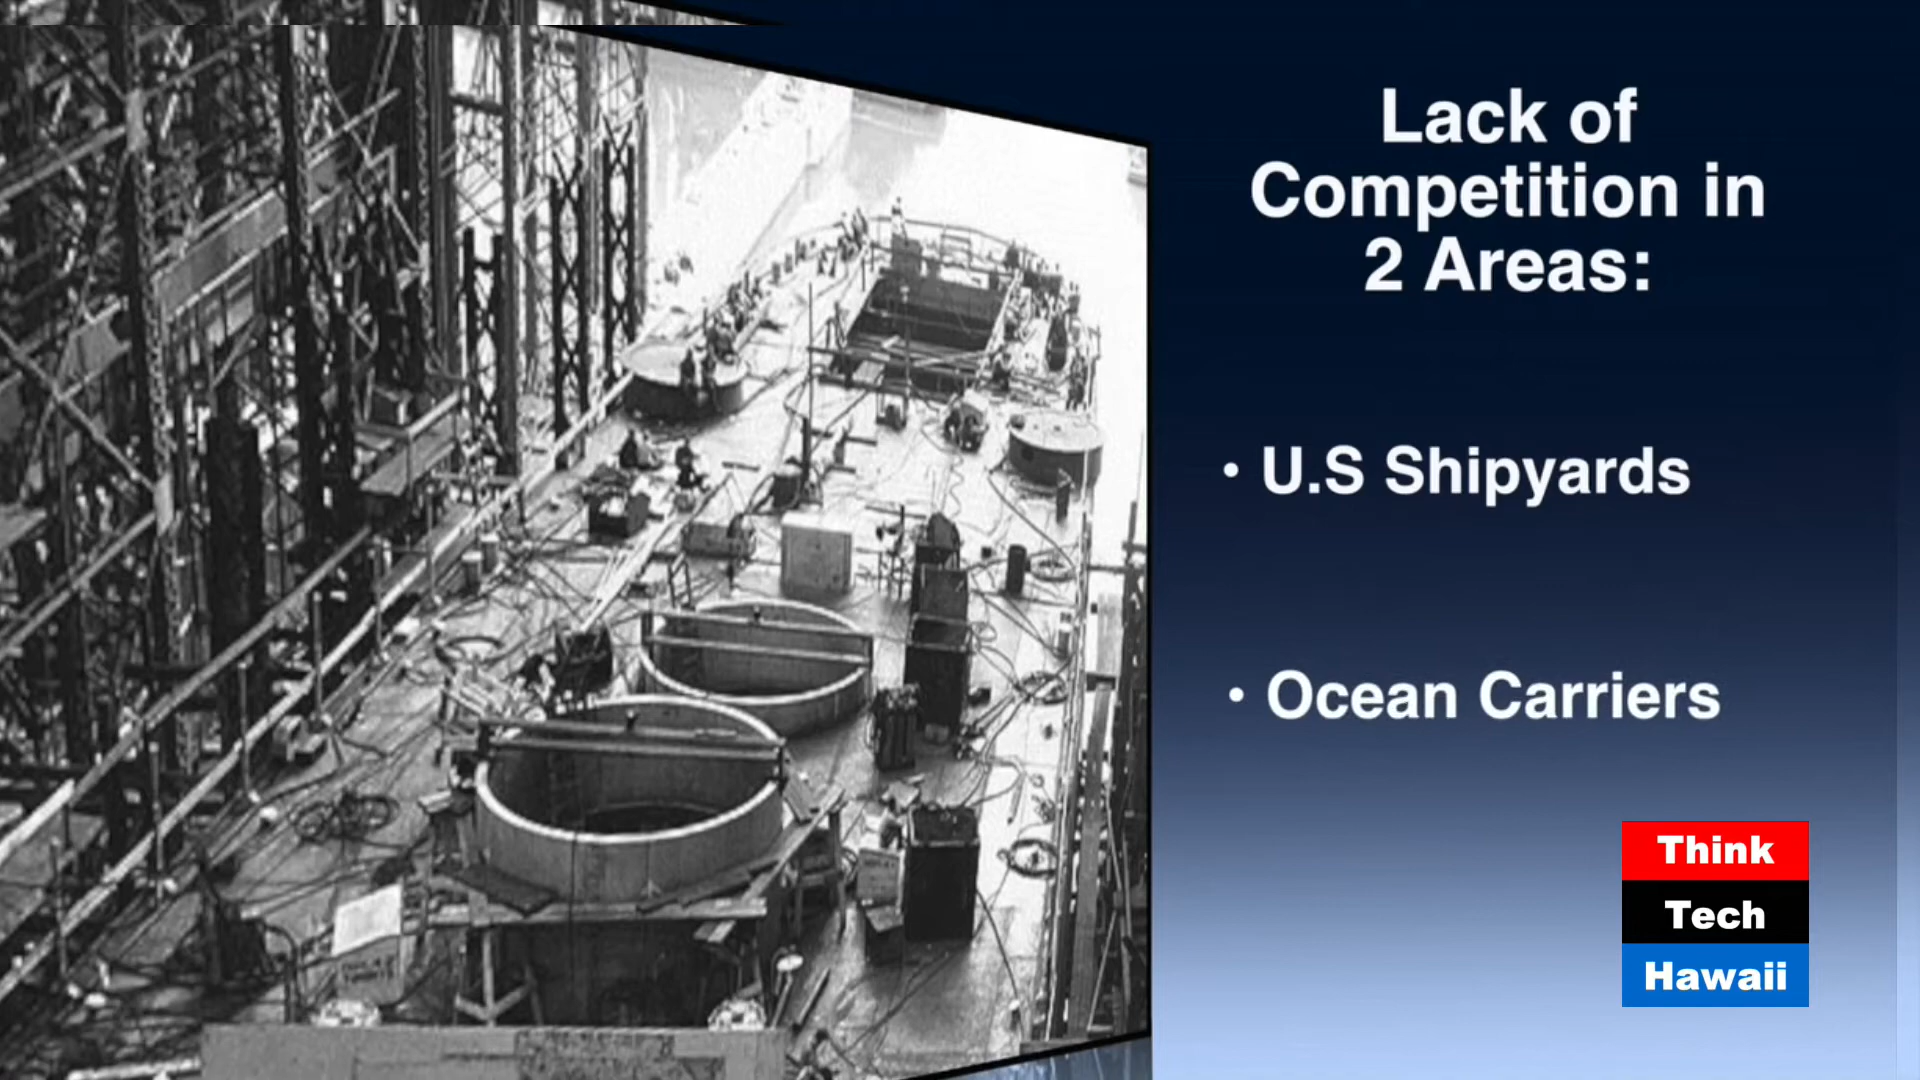 Lack of
Competition in
2 Areas:
• U.S Shipyards
• Ocean Carriers
Think
Tech
Hawaii